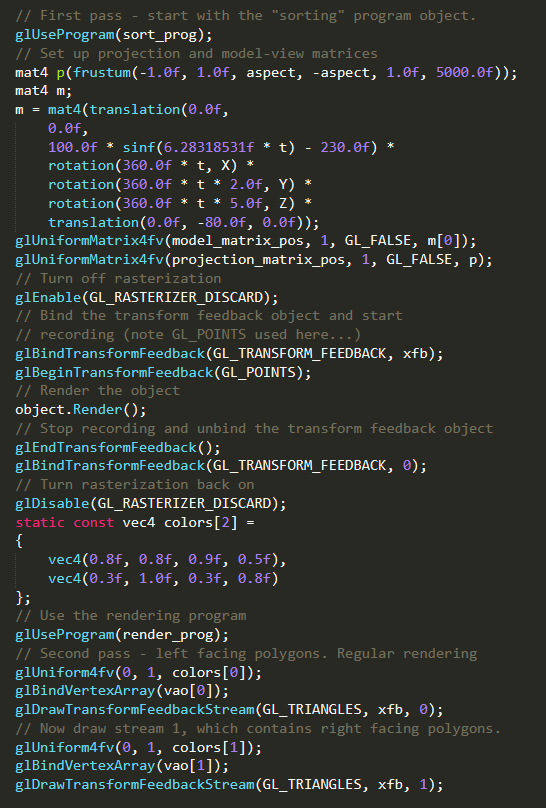 // First pass - start with the "sorting" program object.
glUseProgram(sort_prog);
// Set up projection and model-view matrices
mat4 p(frustum(-1.0f, 1.0f, aspect, -aspect, 1.0f, 5000.0f));
mat4 m;
m = mat4(translation(0.0f,
    0.0f,
    100.0f * sinf(6.28318531f * t) - 230.0f) *
    rotation(360.0f * t, X) *
    rotation(360.0f * t * 2.0f, Y) *
    rotation(360.0f * t * 5.0f, Z) *
    translation(0.0f, -80.0f, 0.0f));
glUniformMatrix4fv(model_matrix_pos, 1, GL_FALSE, m[0]);
glUniformMatrix4fv(projection_matrix_pos, 1, GL_FALSE, p);
// Turn off rasterization
glEnable(GL_RASTERIZER_DISCARD);
// Bind the transform feedback object and start
// recording (note GL_POINTS used here...)
glBindTransformFeedback(GL_TRANSFORM_FEEDBACK, xfb);
glBeginTransformFeedback(GL_POINTS);
// Render the object
object.Render();
// Stop recording and unbind the transform feedback object
glEndTransformFeedback();
glBindTransformFeedback(GL_TRANSFORM_FEEDBACK, 0);
// Turn rasterization back on
glDisable(GL_RASTERIZER_DISCARD);
static const vec4 colors[2] =
{
    vec4(0.8f, 0.8f, 0.9f, 0.5f),
    vec4(0.3f, 1.0f, 0.3f, 0.8f)
};
// Use the rendering program
glUseProgram(render_prog);
// Second pass - left facing polygons. Regular rendering
glUniform4fv(0, 1, colors[0]);
glBindVertexArray(vao[0]);
glDrawTransformFeedbackStream(GL_TRIANGLES, xfb, 0);
// Now draw stream 1, which contains right facing polygons.
glUniform4fv(0, 1, colors[1]);
glBindVertexArray(vao[1]);
glDrawTransformFeedbackStream(GL_TRIANGLES, xfb, 1);